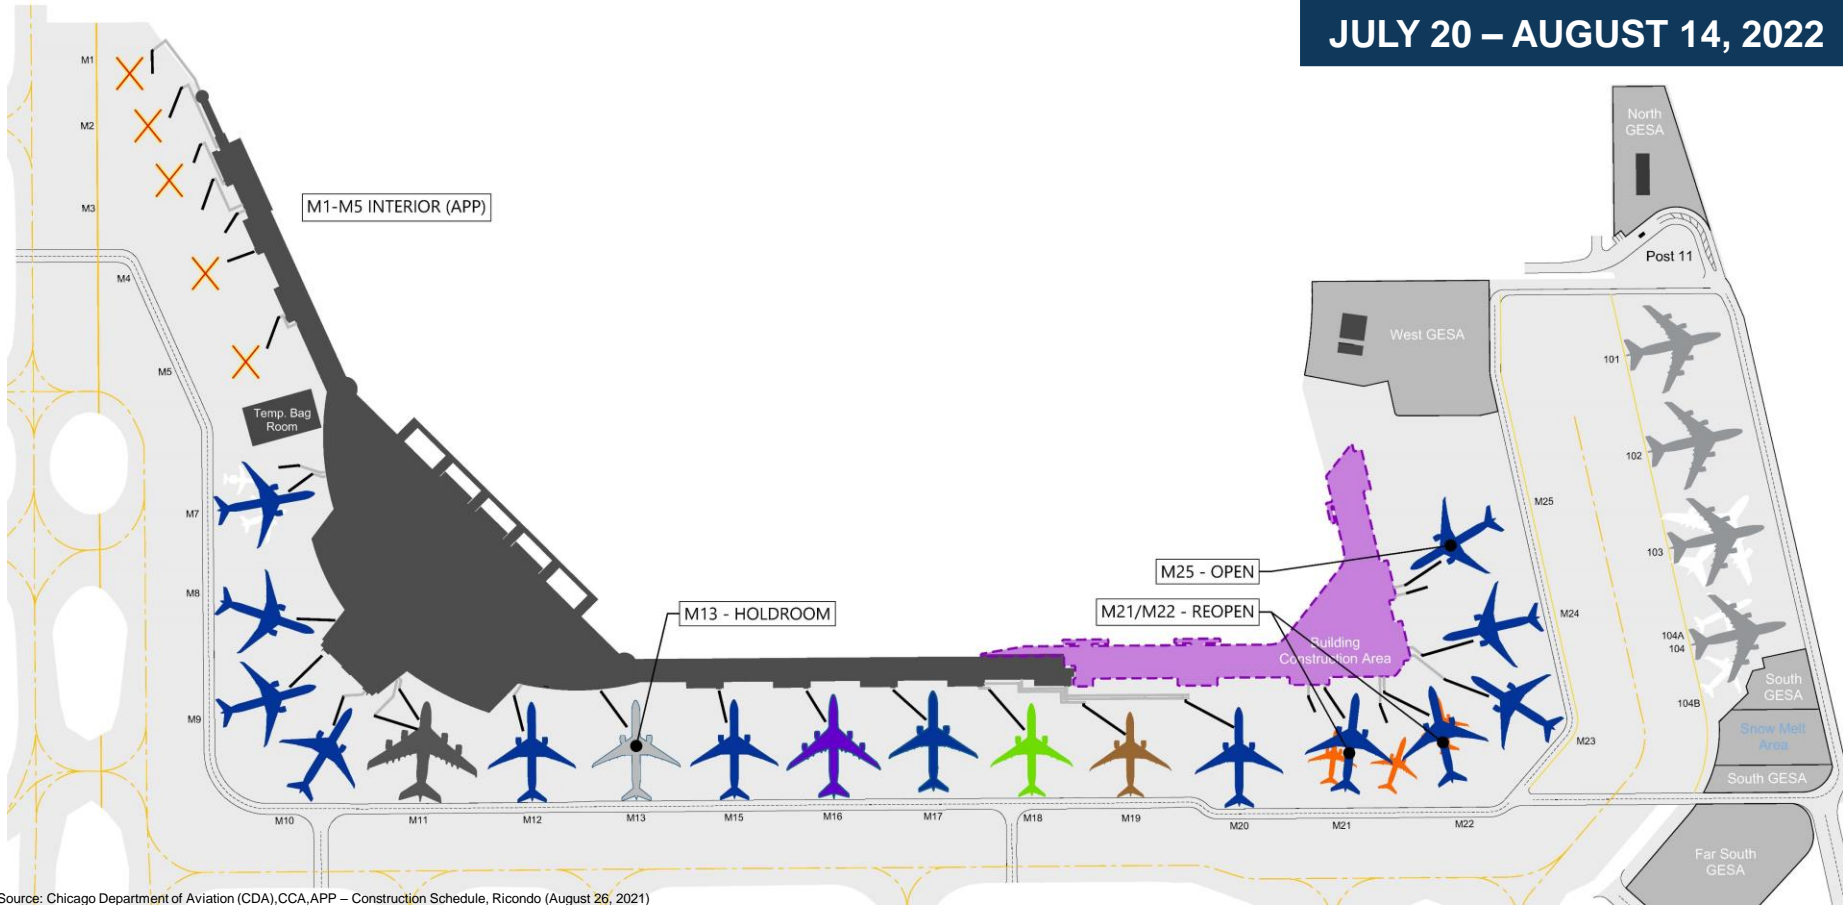 JULY 20 – AUGUST 14, 2022
M1
M2
M3
M4
M5
M1-M5 INTERIOR (APP)
Temp. Bag
Room
M7
M8
M9
M10
M11
M12
M13
M15
M16
M17
M18
M19
M20
M21
M22
M23
M24
M25
M13 - HOLDROOM
M25 - OPEN
M21/M22 - REOPEN
Building
Construction Area
West GESA
North
GESA
Post 11
101
102
103
104A
104
104B
South
GESA
Snow Melt
Area
South GESA
Far South
GESA
Source: Chicago Department of Aviation (CDA),CCA,APP – Construction Schedule, Ricondo (August 26, 2021)